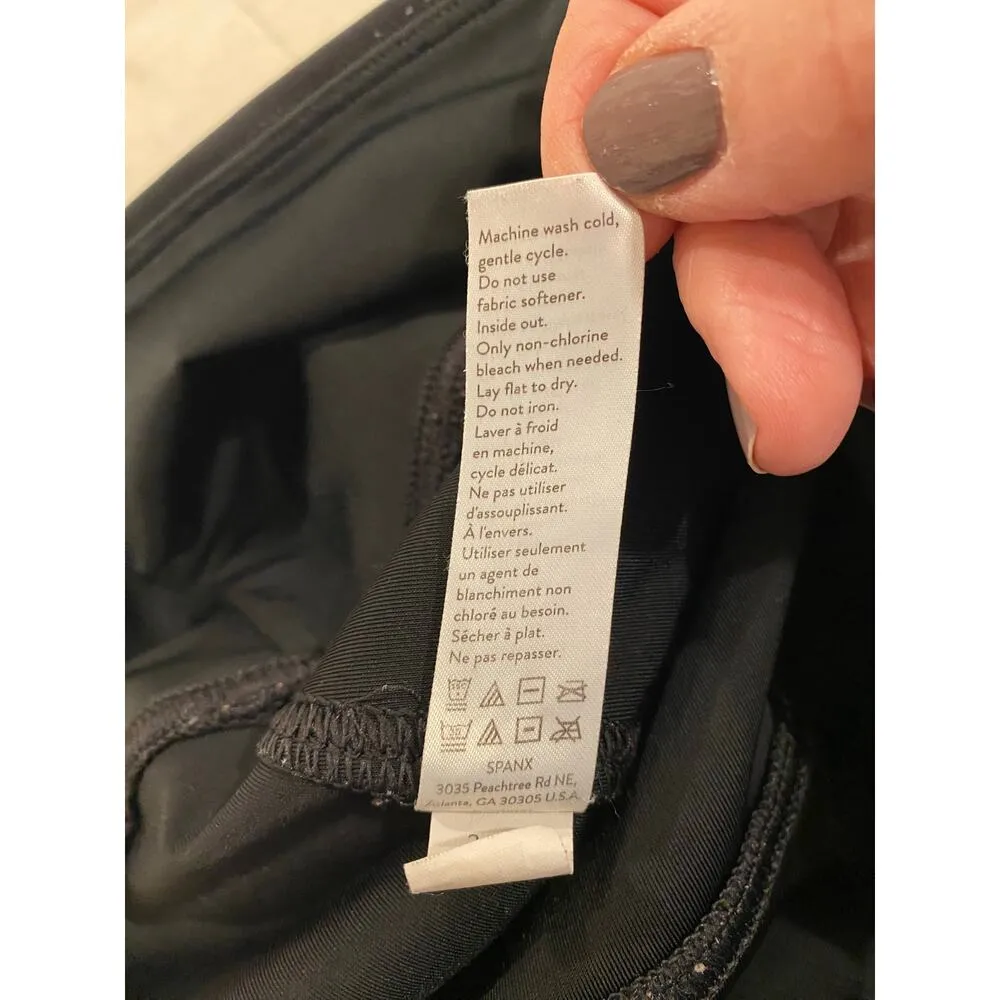 Machine wash cold,
gentle cycle.
Do not use
fabric softener.
Inside out.
Only non-chlorine
bleach when needed.
Lay flat to dry.
Do not iron.
Laver à froid
en machine,
cycle délicat.
Ne pas utiliser
d'assouplissant.
À l'envers.
Utiliser seulement
un agent de
blanchiment non
chloré au besoin.
Sécher à plat.
Ne pas repasser.
SPANX
3035 Peachtree Rd NE,
Atlanta, GA 30305 U.S.A.